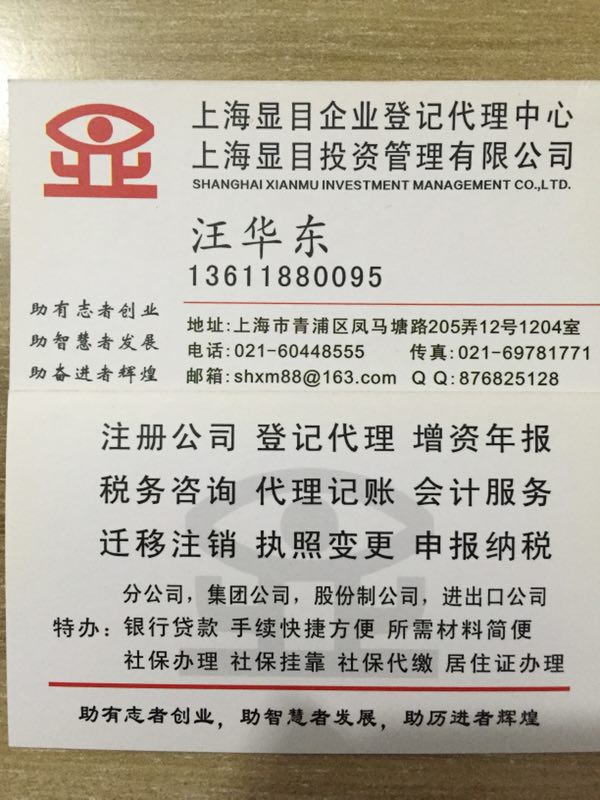 上海显目企业登记代理中心
上海显目投资管理有限公司
SHANGHAI XIANMU INVESTMENT MANAGEMENT CO.,LTD.
汪华东
13611880095
助有志者创业
助智慧者发展
助奋进者辉煌
地址:上海市青浦区凤马塘路205弄12号1204室
电话:021-60448555 传真:021-69781771
邮箱:shxm88@163.com Q Q:876825128
注册公司 登记代理 增资年报
税务咨询 代理记账 会计服务
迁移注销 执照变更 申报纳税
分公司，集团公司，股份制公司，进出口公司
特办：银行贷款 手续快捷方便 所需材料简便
社保办理 社保挂靠 社保代缴 居住证办理
助有志者创业，助智慧者发展，助历进者辉煌